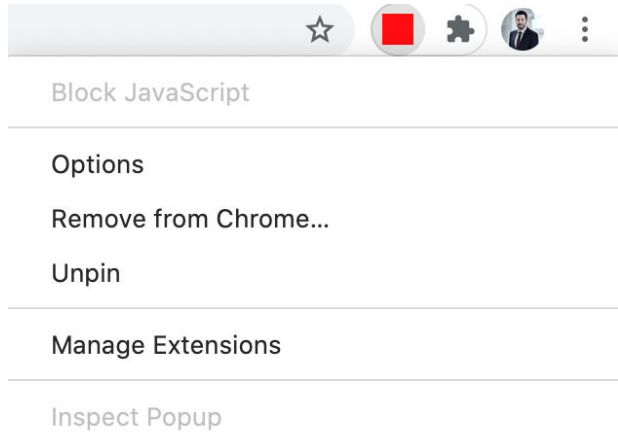 Block JavaScript
Options
Remove from Chrome...
Unpin
Manage Extensions
Inspect Popup